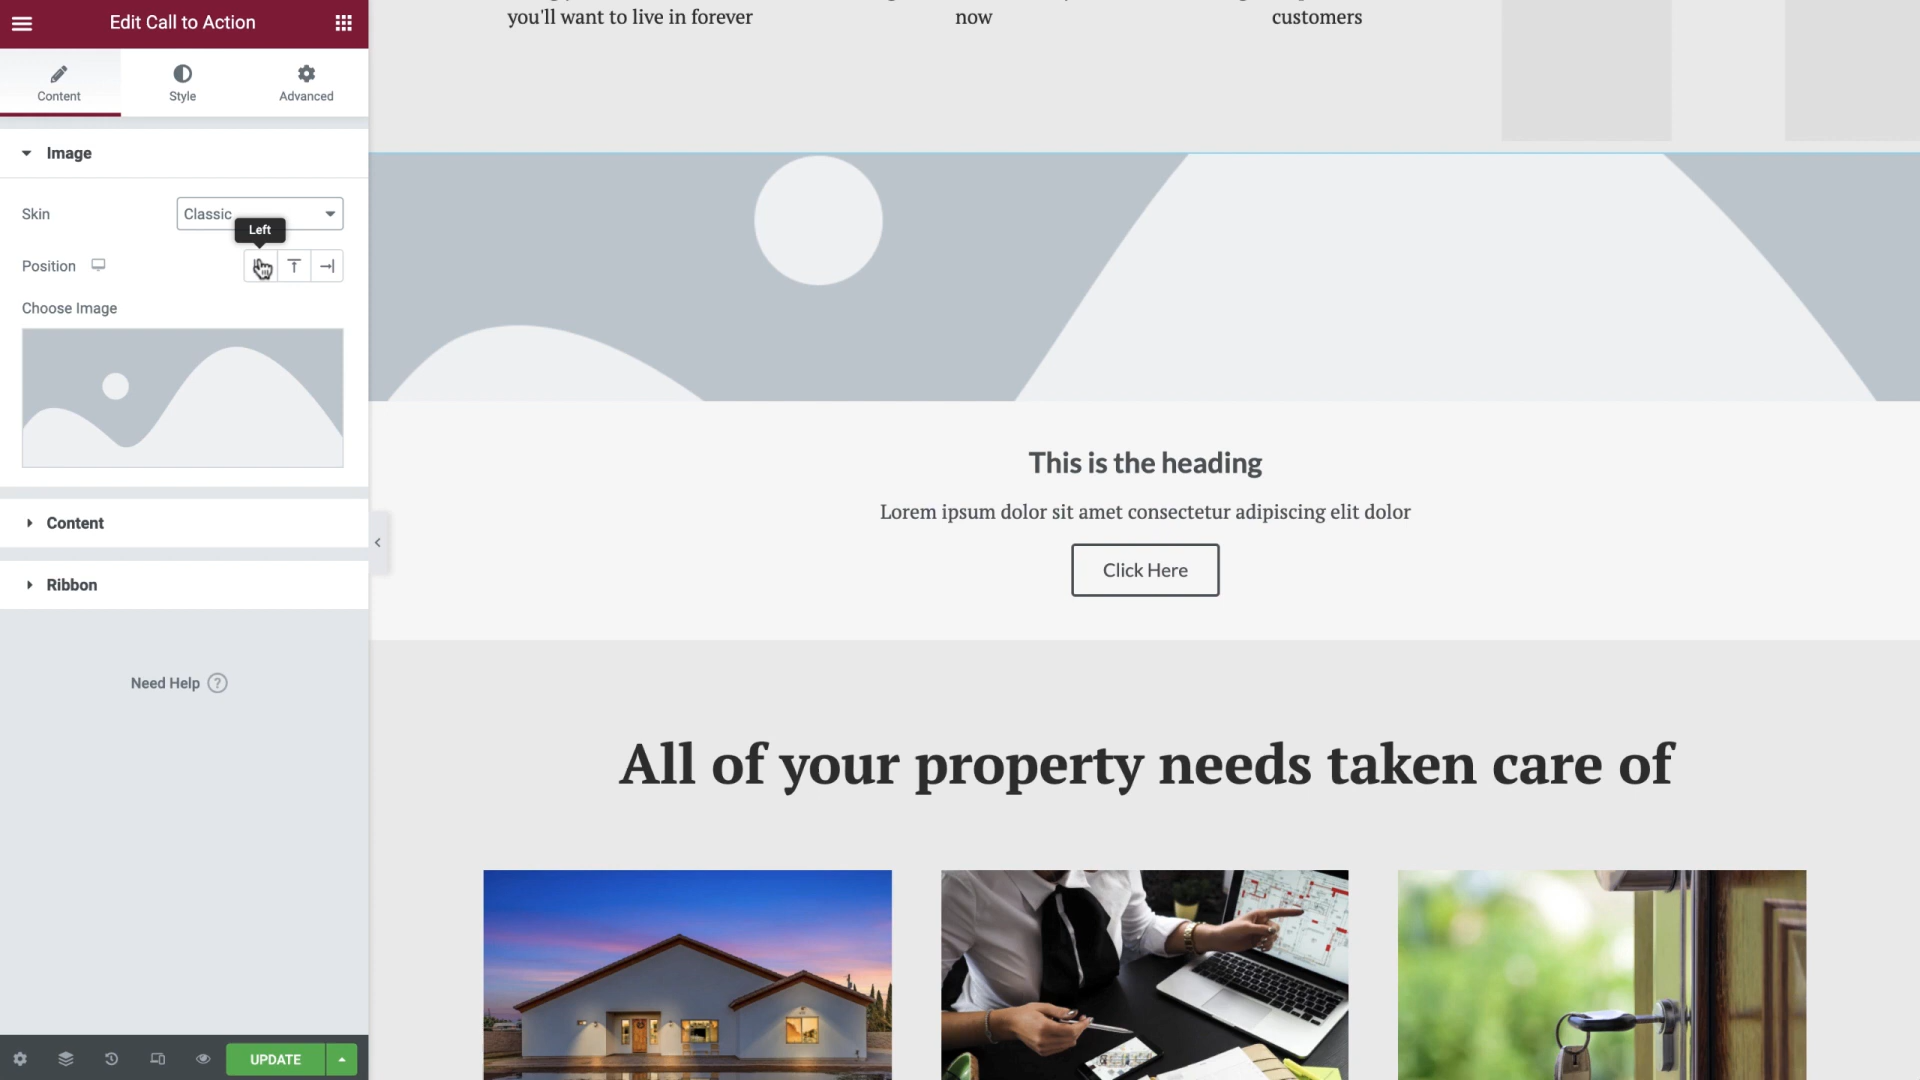 Edit Call to Action
Content
Style
Advanced
Image
Skin
Classic
Left
Position
Choose Image
Content
Ribbon
Need Help ?
UPDATE
you'll want to live in forever
now
customers
This is the heading
Lorem ipsum dolor sit amet consectetur adipiscing elit dolor
Click Here
All of your property needs taken care of